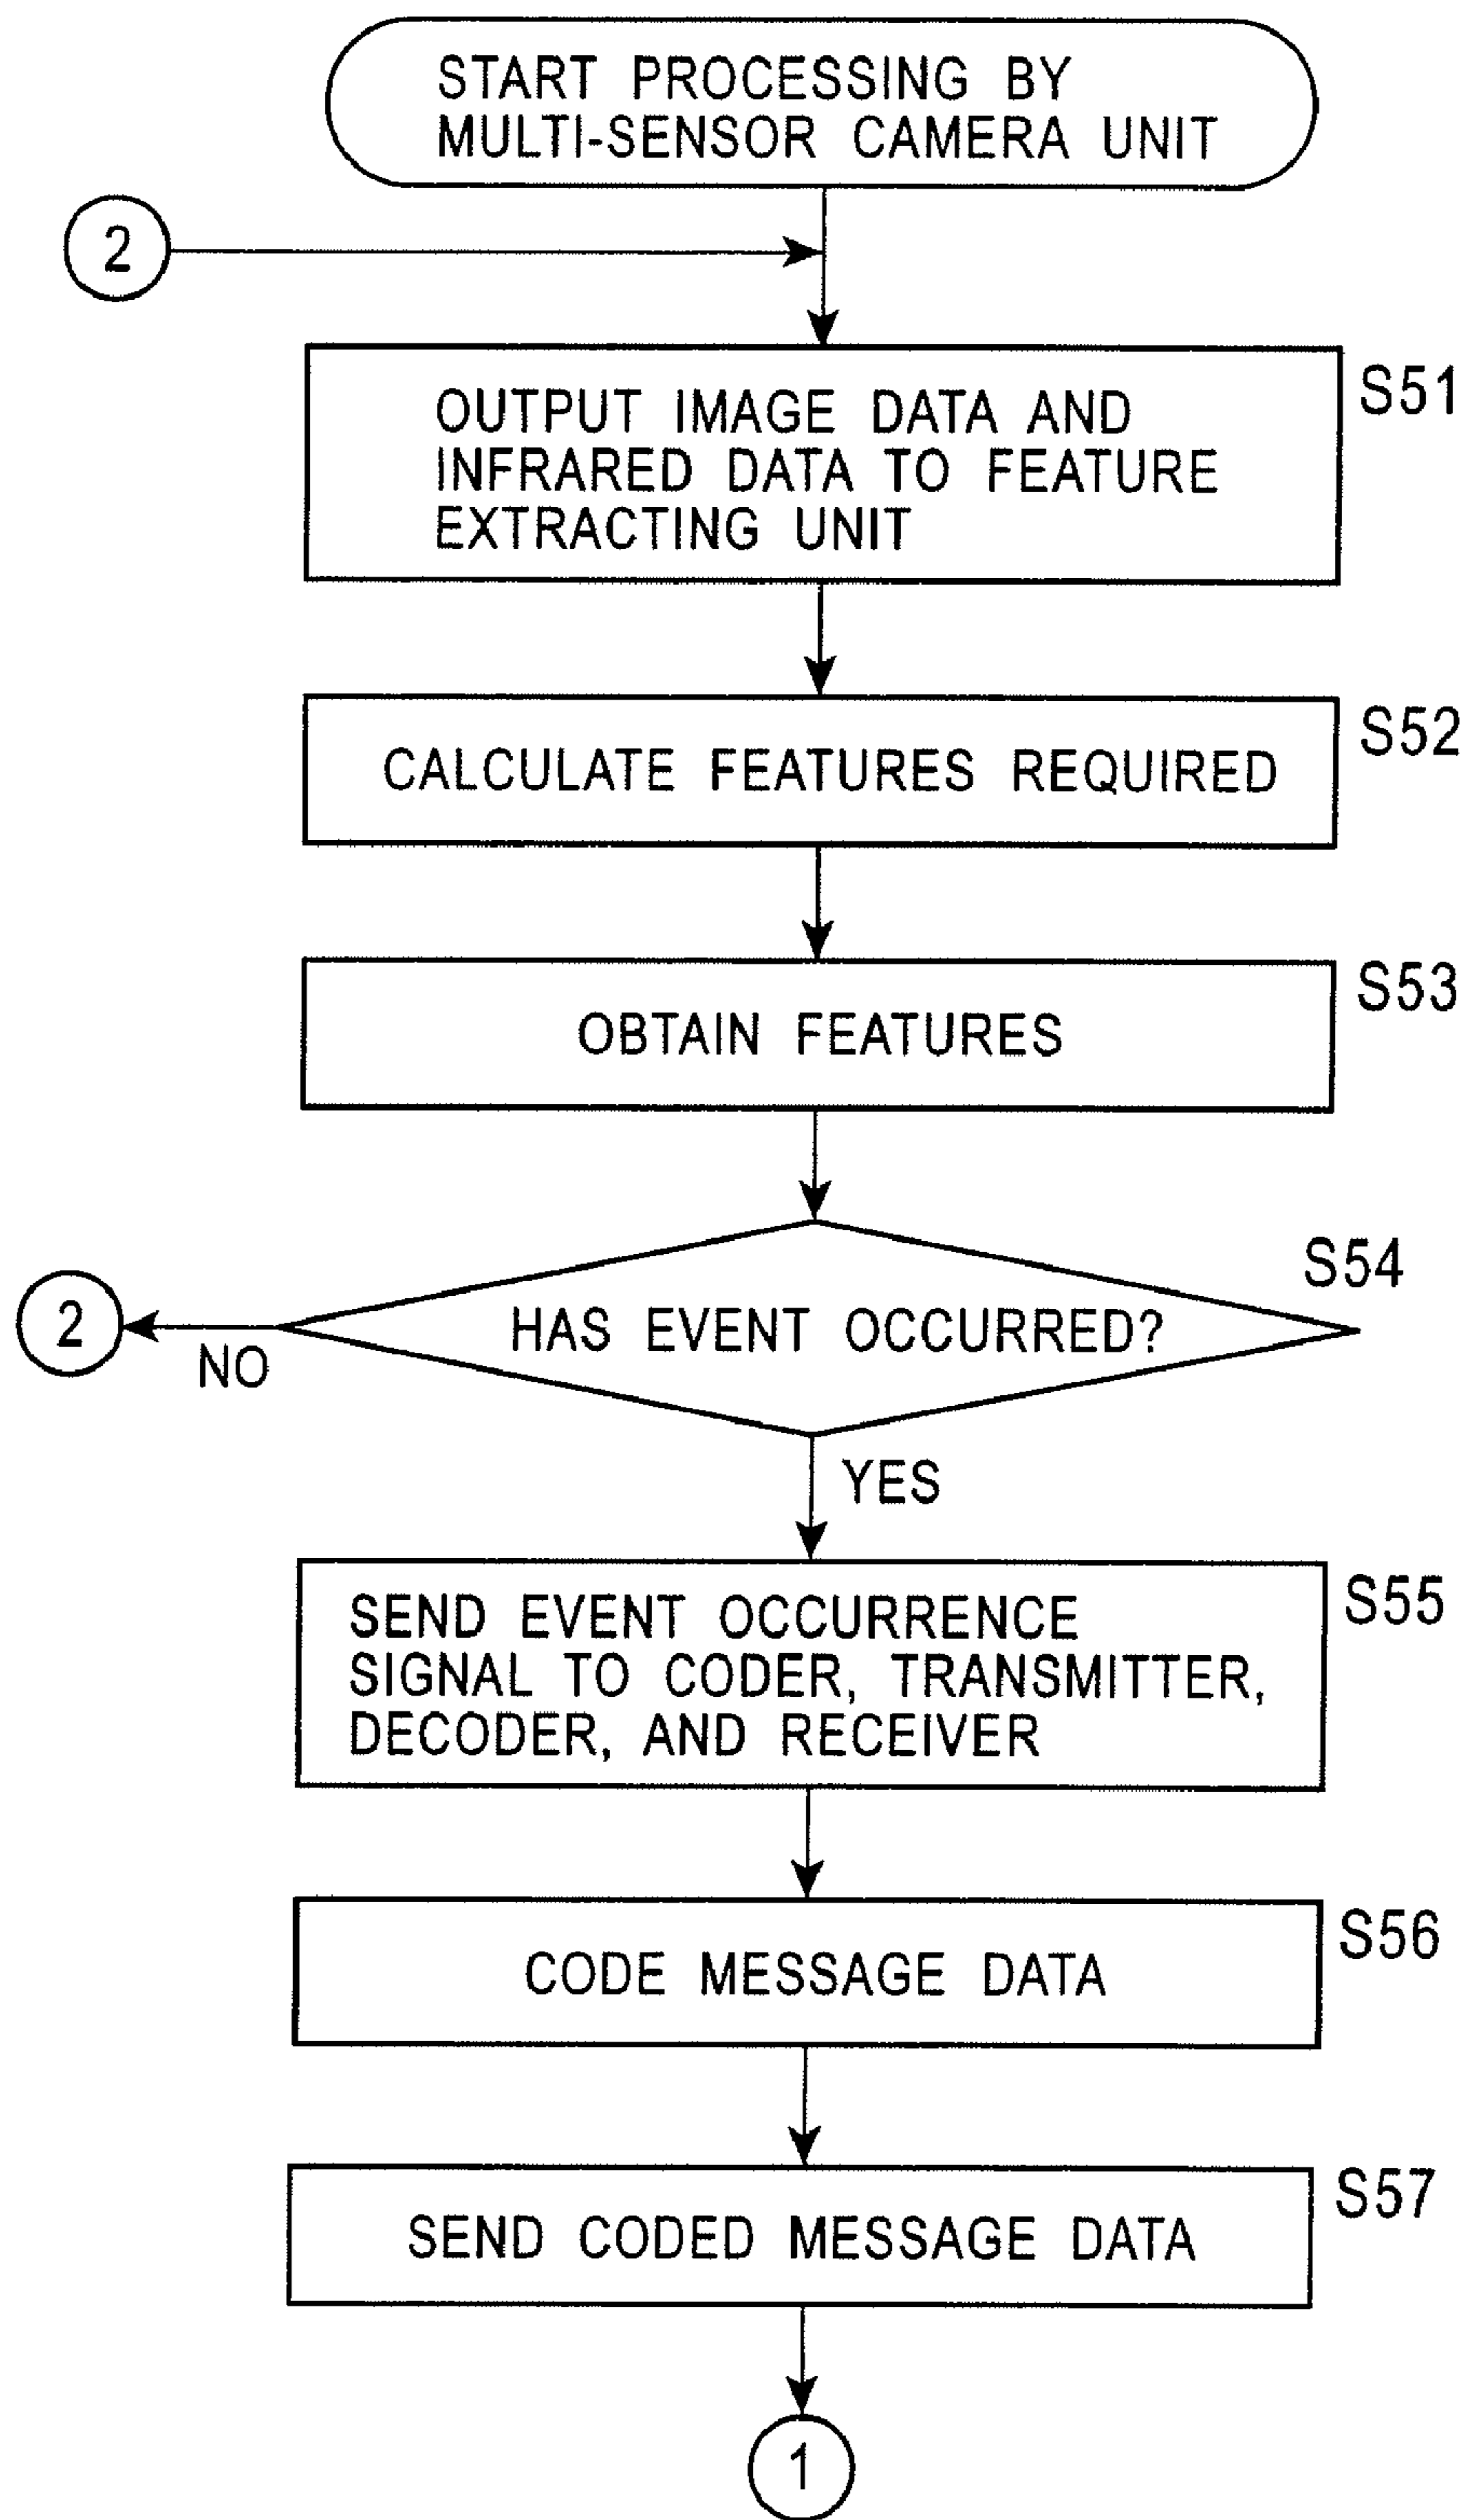 START PROCESSING BY
MULTI-SENSOR CAMERA UNIT
2
OUTPUT IMAGE DATA AND
INFRARED DATA TO FEATURE
EXTRACTING UNIT
S51
CALCULATE FEATURES REQUIRED
S52
OBTAIN FEATURES
S53
HAS EVENT OCCURRED?
S54
2
NO
YES
SEND EVENT OCCURRENCE
SIGNAL TO CODER, TRANSMITTER,
DECODER, AND RECEIVER
S55
CODE MESSAGE DATA
S56
SEND CODED MESSAGE DATA
S57
1